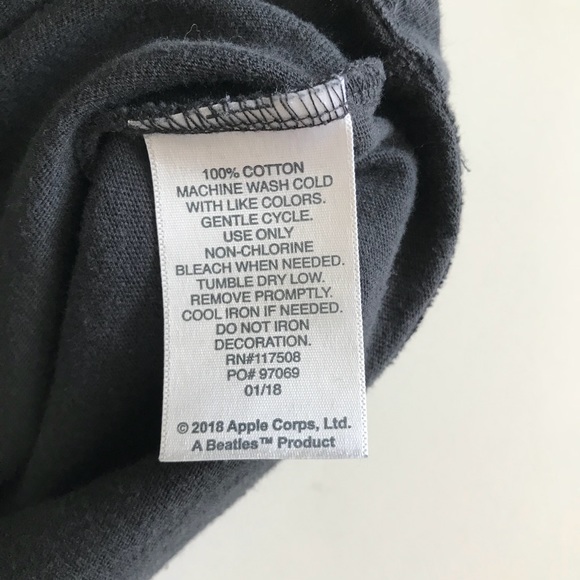 100% COTTON
MACHINE WASH COLD
WITH LIKE COLORS.
GENTLE CYCLE.
USE ONLY
NON-CHLORINE
BLEACH WHEN NEEDED.
TUMBLE DRY LOW.
REMOVE PROMPTLY.
COOL IRON IF NEEDED.
DO NOT IRON
DECORATION.
RN#117508
PO# 97069
01/18
© 2018 Apple Corps, Ltd.
A Beatles™ Product